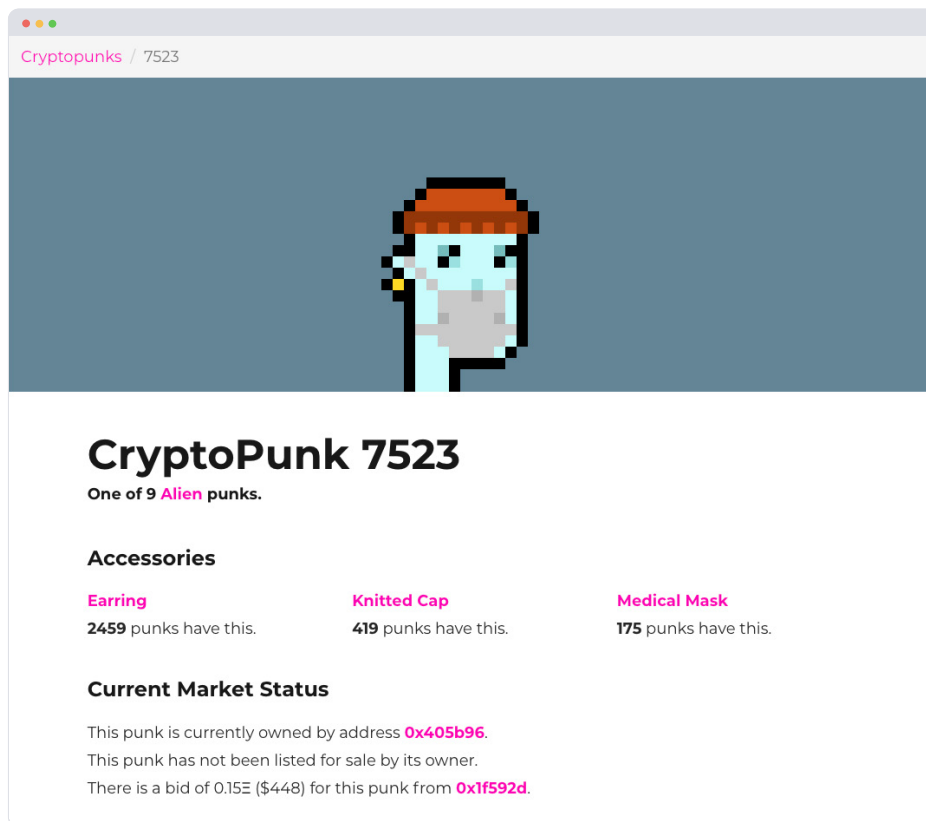 Cryptopunks / 7523
CryptoPunk 7523
One of 9 Alien punks.
Accessories
Earring Knitted Cap Medical Mask
2459 punks have this. 419 punks have this. 175 punks have this.
Current Market Status
This punk is currently owned by address 0x405b96.
This punk has not been listed for sale by its owner.
There is a bid of 0.15Ξ ($448) for this punk from 0x1f592d.